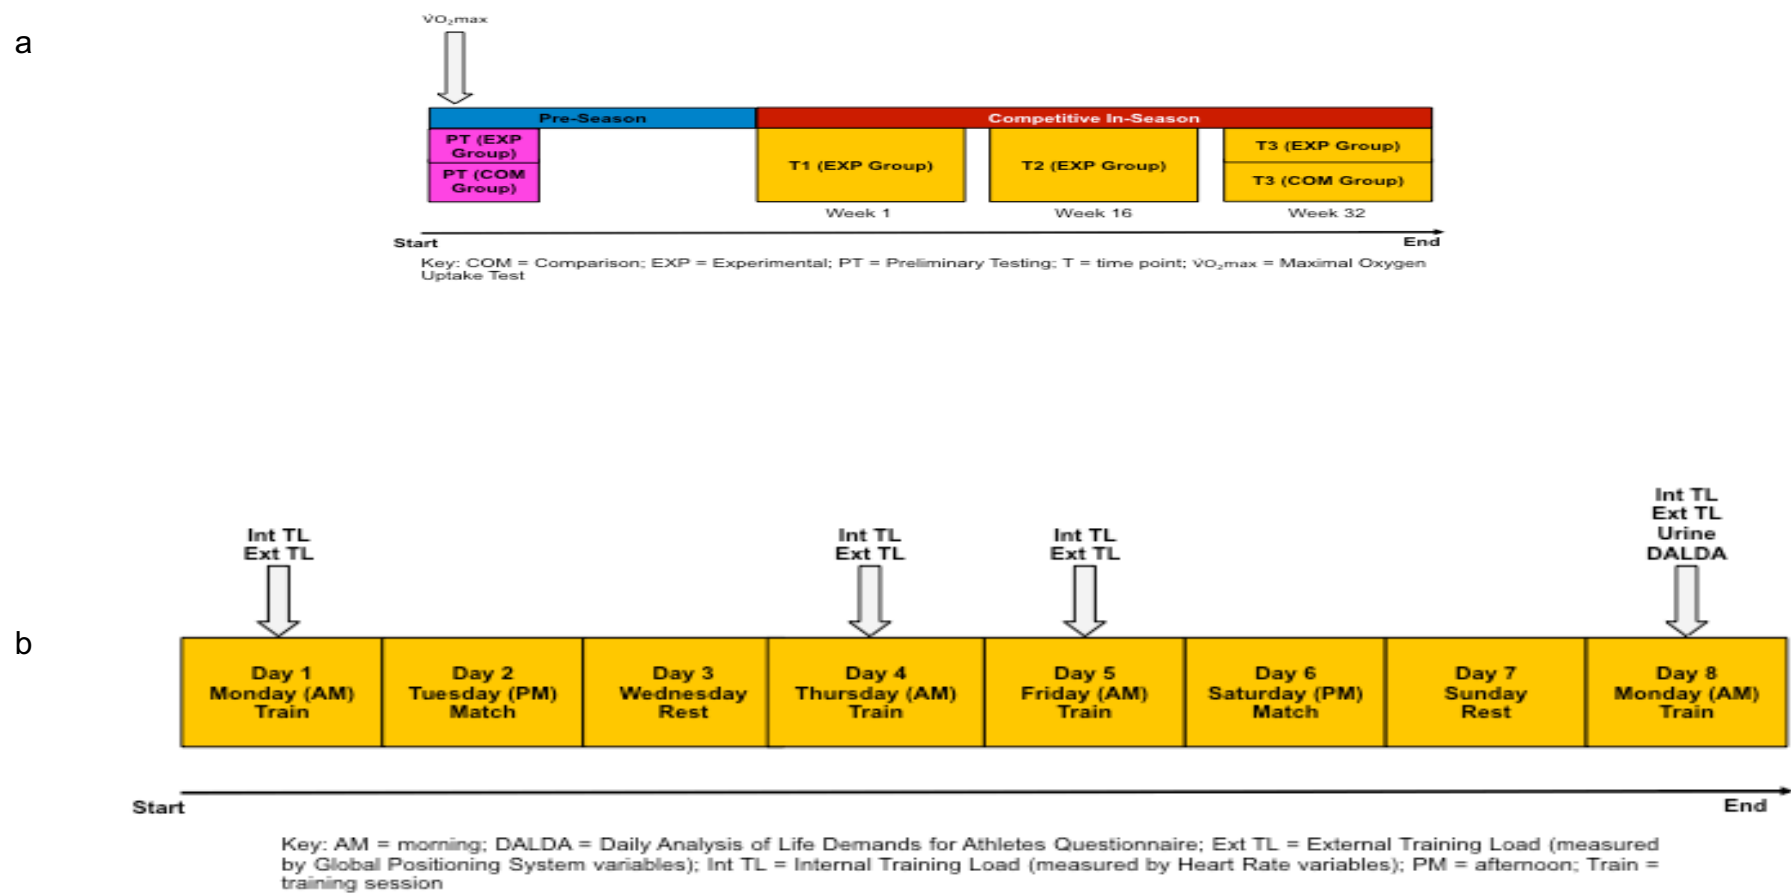 a
V̇O₂max
Pre-Season
Competitive In-Season
PT (EXP
Group)
PT (COM
Group)
T1 (EXP Group)
T2 (EXP Group)
T3 (EXP Group)
T3 (COM Group)
Week 1
Week 16
Week 32
Start
End
Key: COM = Comparison; EXP = Experimental; PT = Preliminary Testing; T = time point; V̇O₂max = Maximal Oxygen
Uptake Test
b
Int TL
Ext TL
Int TL
Ext TL
Int TL
Ext TL
Int TL
Ext TL
Urine
DALDA
Day 1
Monday (AM)
Train
Day 2
Tuesday (PM)
Match
Day 3
Wednesday
Rest
Day 4
Thursday (AM)
Train
Day 5
Friday (AM)
Train
Day 6
Saturday (PM)
Match
Day 7
Sunday
Rest
Day 8
Monday (AM)
Train
Start
End
Key: AM = morning; DALDA = Daily Analysis of Life Demands for Athletes Questionnaire; Ext TL = External Training Load (measured
by Global Positioning System variables); Int TL = Internal Training Load (measured by Heart Rate variables); PM = afternoon; Train =
training session